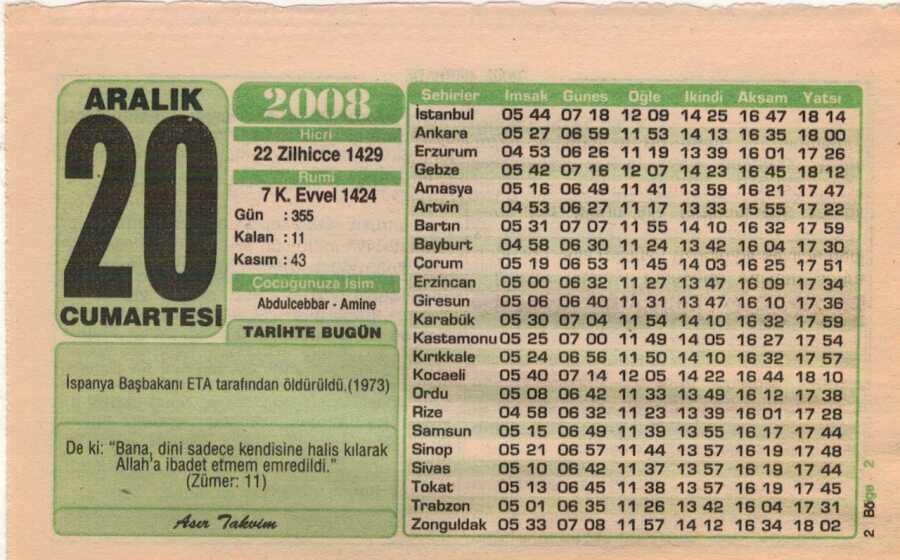 ARALIK
20
CUMARTESİ
2008
Hicri
22 Zilhicce 1429
Rumi
7 K. Evvel 1424
Gün : 355
Kalan : 11
Kasım : 43
Çocuğunuza İsim
Abdulcebbar - Amine
TARİHTE BUGÜN
İspanya Başbakanı ETA tarafından öldürüldü.(1973)
De ki: “Bana, dini sadece kendisine halis kılarak
Allah’a ibadet etmem emredildi.”
(Zümer: 11)
Asır Takvim
Şehirler İmsak Güneş Öğle İkindi Akşam Yatsı
İstanbul 05 44 07 18 12 09 14 25 16 47 18 14
Ankara 05 27 06 59 11 53 14 13 16 35 18 00
Erzurum 04 53 06 26 11 19 13 39 16 01 17 26
Gebze 05 42 07 16 12 07 14 23 16 45 18 12
Amasya 05 16 06 49 11 41 13 59 16 21 17 47
Artvin 04 53 06 27 11 17 13 33 15 55 17 22
Bartın 05 31 07 07 11 55 14 10 16 32 17 59
Bayburt 04 58 06 30 11 24 13 42 16 04 17 30
Çorum 05 19 06 53 11 45 14 03 16 25 17 51
Erzincan 05 00 06 32 11 27 13 47 16 09 17 34
Giresun 05 06 06 40 11 31 13 47 16 10 17 36
Karabük 05 30 07 04 11 54 14 10 16 32 17 59
Kastamonu 05 25 07 00 11 49 14 05 16 27 17 54
Kırıkkale 05 24 06 56 11 50 14 10 16 32 17 57
Kocaeli 05 40 07 14 12 05 14 22 16 44 18 10
Ordu 05 08 06 42 11 33 13 49 16 12 17 38
Rize 04 58 06 32 11 23 13 39 16 01 17 28
Samsun 05 15 06 49 11 39 13 55 16 17 17 44
Sinop 05 21 06 57 11 44 13 57 16 19 17 48
Sivas 05 10 06 42 11 37 13 57 16 19 17 44
Tokat 05 13 06 45 11 38 13 57 16 19 17 45
Trabzon 05 01 06 35 11 26 13 42 16 04 17 31
Zonguldak 05 33 07 08 11 57 14 12 16 34 18 02
2 Bölge 2